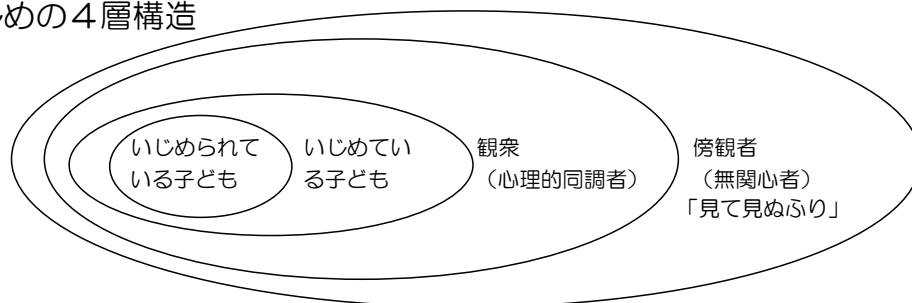 めの４層構造
いじめられて
いる子ども
いじめてい
る子ども
観衆
（心理的同調者）
傍観者
（無関心者）
「見て見ぬふり」